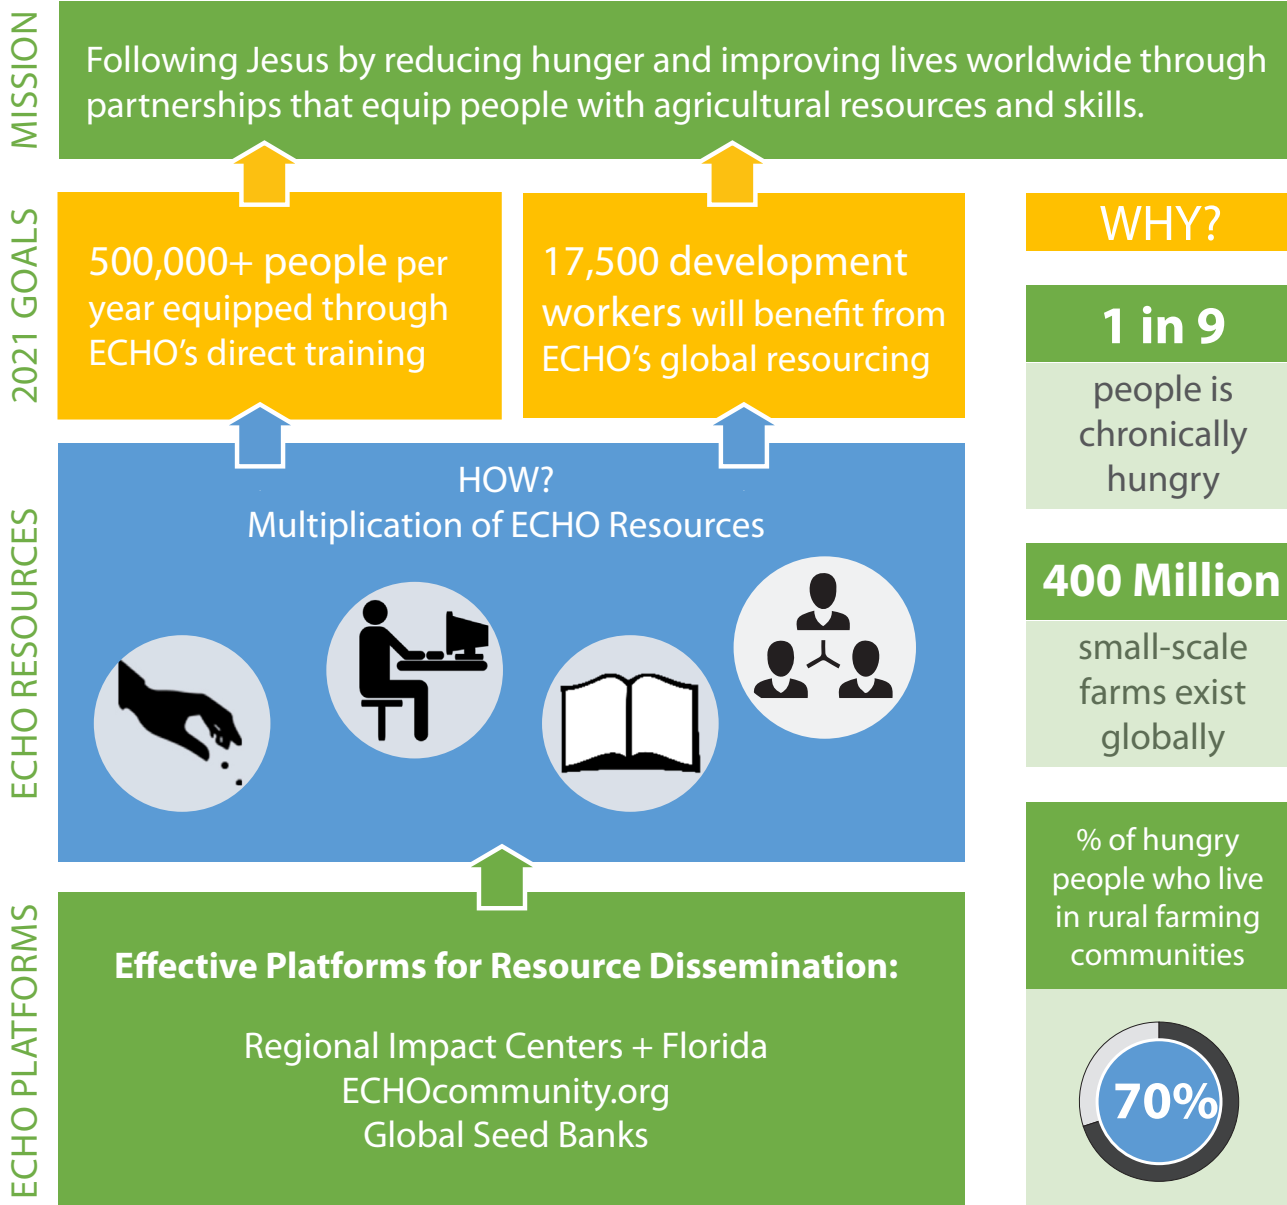 MISSION
Following Jesus by reducing hunger and improving lives worldwide through
partnerships that equip people with agricultural resources and skills.
2021 GOALS
500,000+ people per
year equipped through
ECHO’s direct training
17,500 development
workers will benefit from
ECHO’s global resourcing
ECHO RESOURCES
HOW?
Multiplication of ECHO Resources
ECHO PLATFORMS
Effective Platforms for Resource Dissemination:
Regional Impact Centers + Florida
ECHOcommunity.org
Global Seed Banks
WHY?
1 in 9
people is
chronically
hungry
400 Million
small-scale
farms exist
globally
% of hungry
people who live
in rural farming
communities
70%